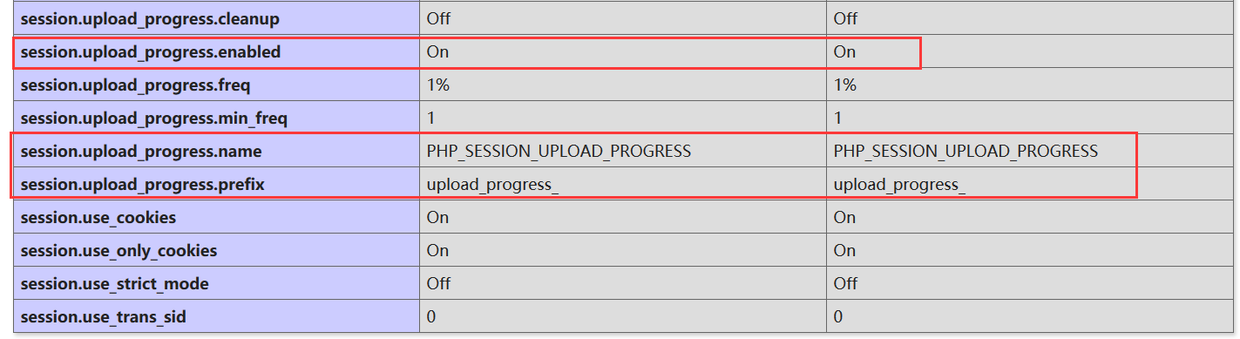 session.upload_progress.cleanup Off Off
session.upload_progress.enabled On On
session.upload_progress.freq 1% 1%
session.upload_progress.min_freq 1 1
session.upload_progress.name PHP_SESSION_UPLOAD_PROGRESS PHP_SESSION_UPLOAD_PROGRESS
session.upload_progress.prefix upload_progress_ upload_progress_
session.use_cookies On On
session.use_only_cookies On On
session.use_strict_mode Off Off
session.use_trans_sid 0 0